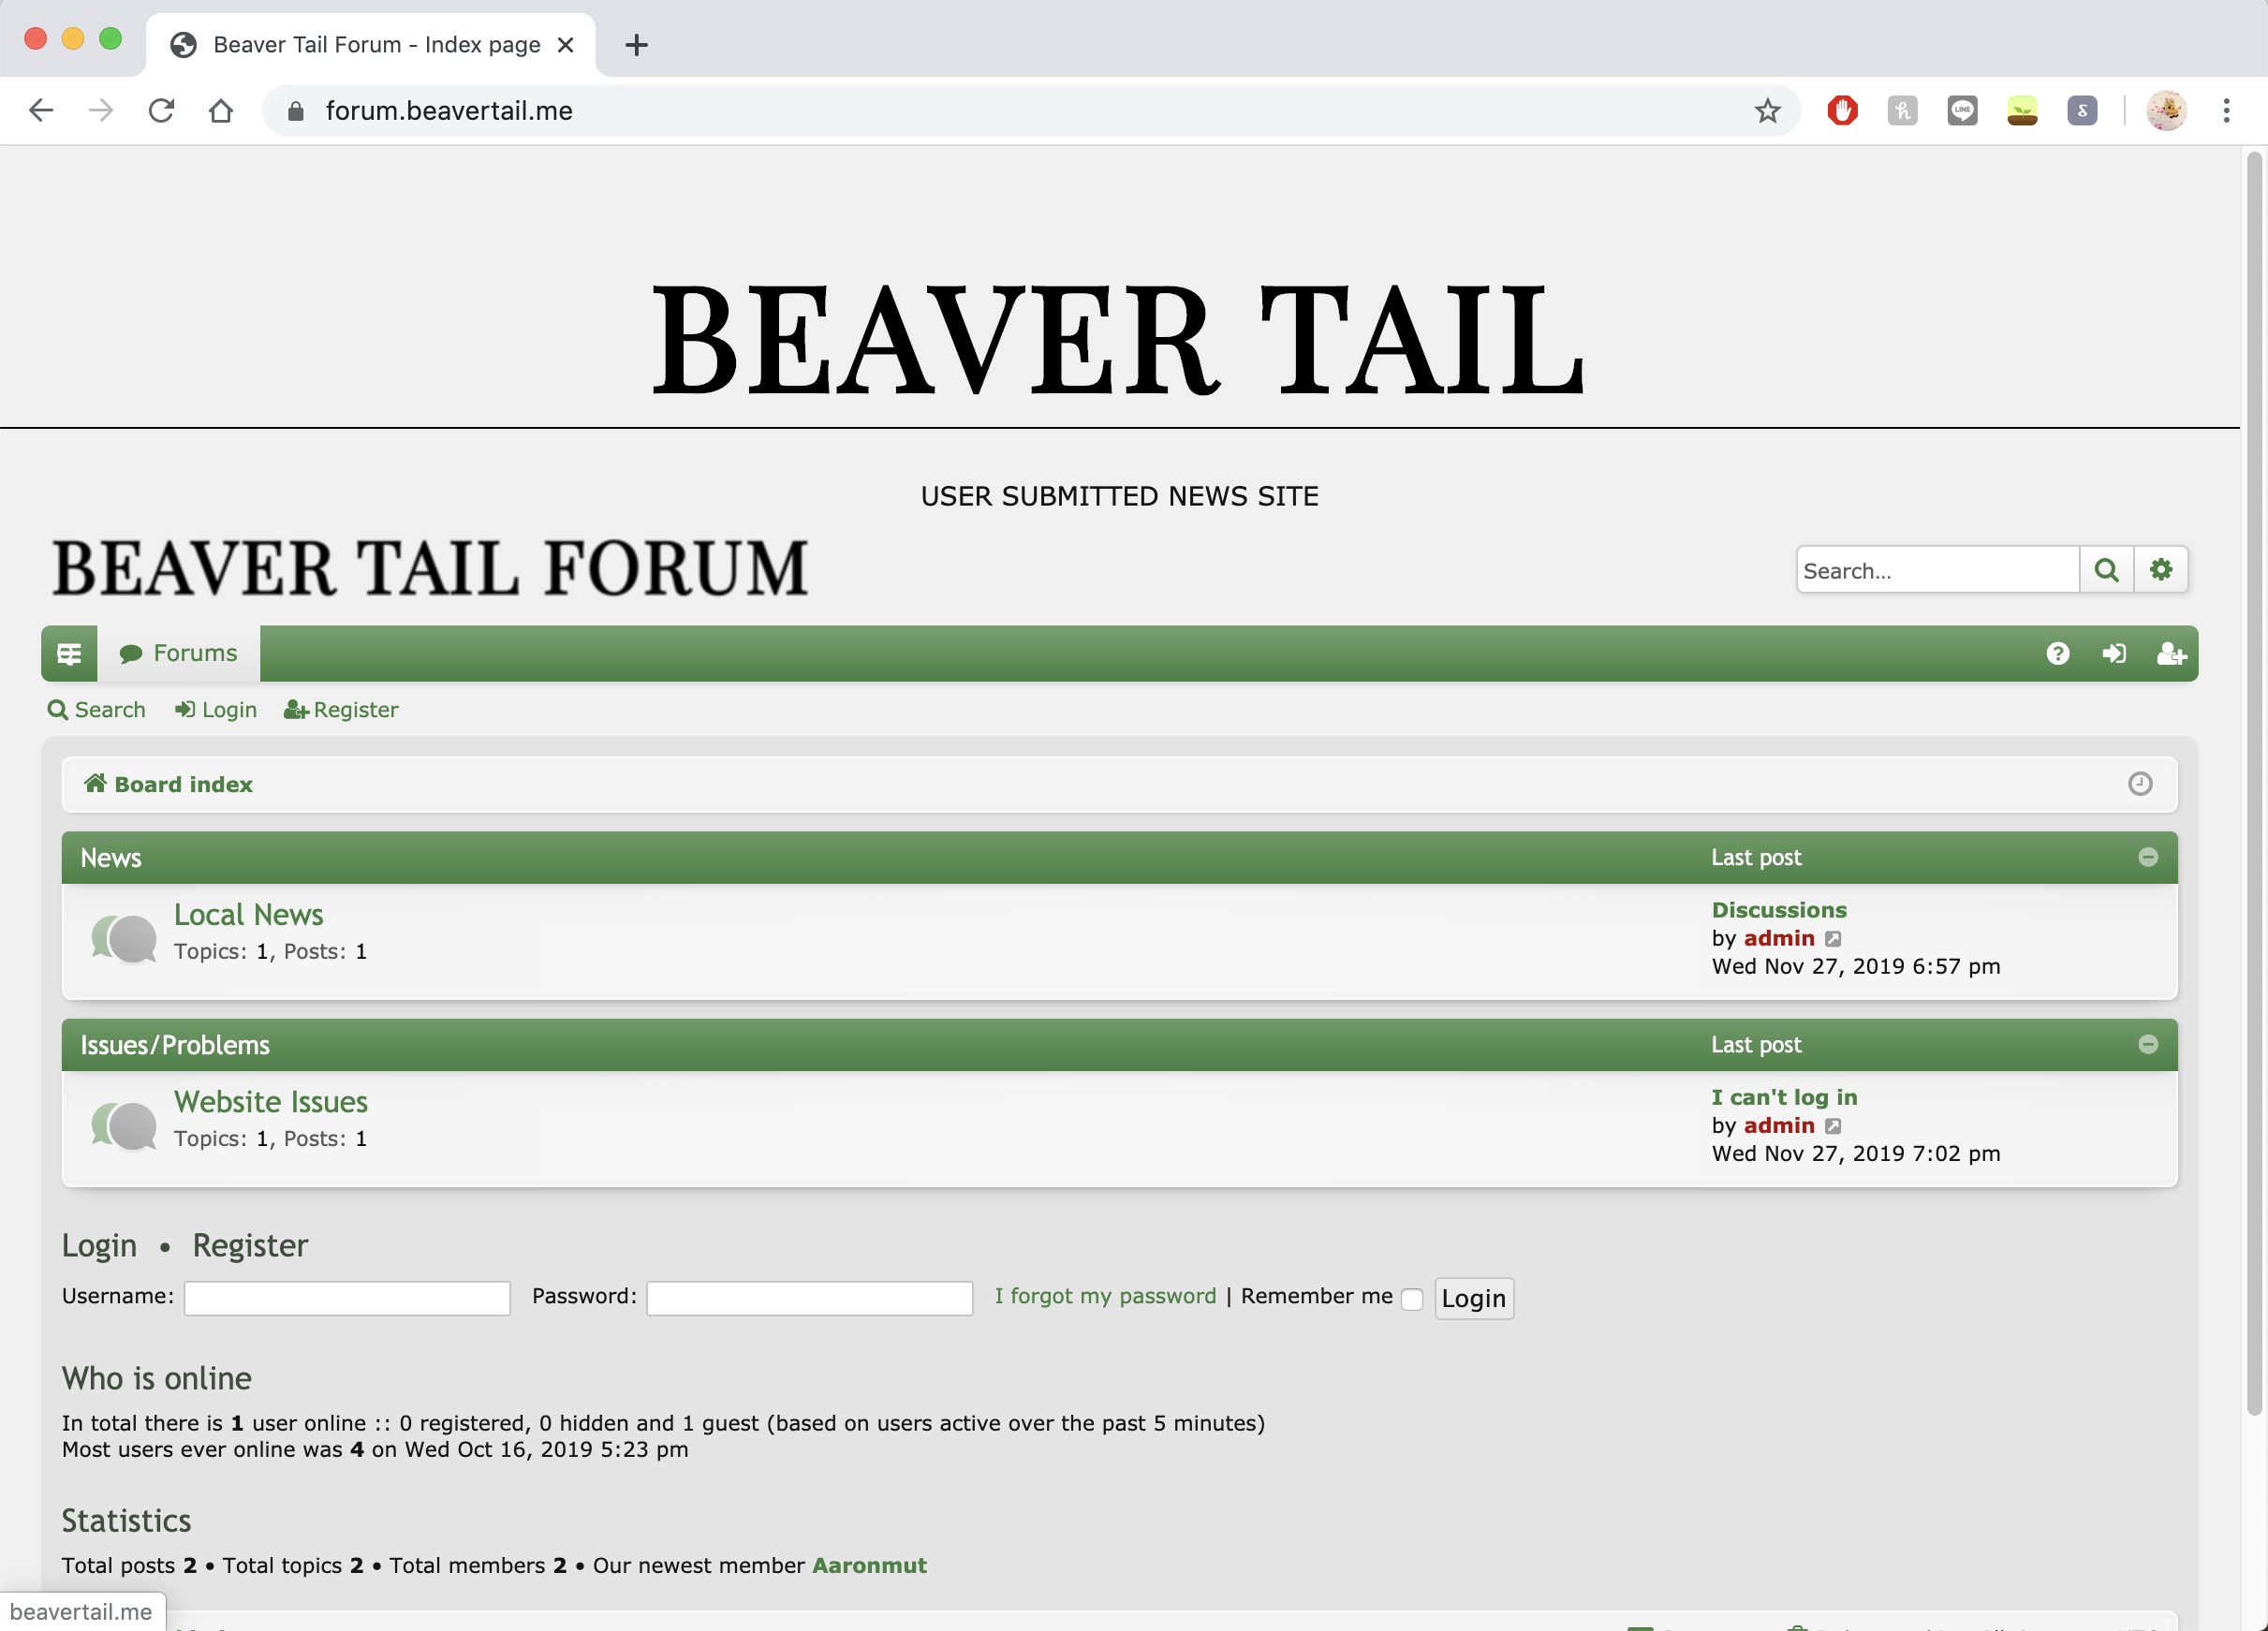 Beaver Tail Forum - Index page
forum.beavertail.me
BEAVER TAIL
USER SUBMITTED NEWS SITE
BEAVER TAIL FORUM
Search...
Forums
Search Login Register
Board index
News Last post
Local News
Topics: 1, Posts: 1
Discussions
by admin
Wed Nov 27, 2019 6:57 pm
Issues/Problems Last post
Website Issues
Topics: 1, Posts: 1
I can't log in
by admin
Wed Nov 27, 2019 7:02 pm
Login • Register
Username: Password: I forgot my password | Remember me Login
Who is online
In total there is 1 user online :: 0 registered, 0 hidden and 1 guest (based on users active over the past 5 minutes)
Most users ever online was 4 on Wed Oct 16, 2019 5:23 pm
Statistics
Total posts 2 • Total topics 2 • Total members 2 • Our newest member Aaronmut
beavertail.me